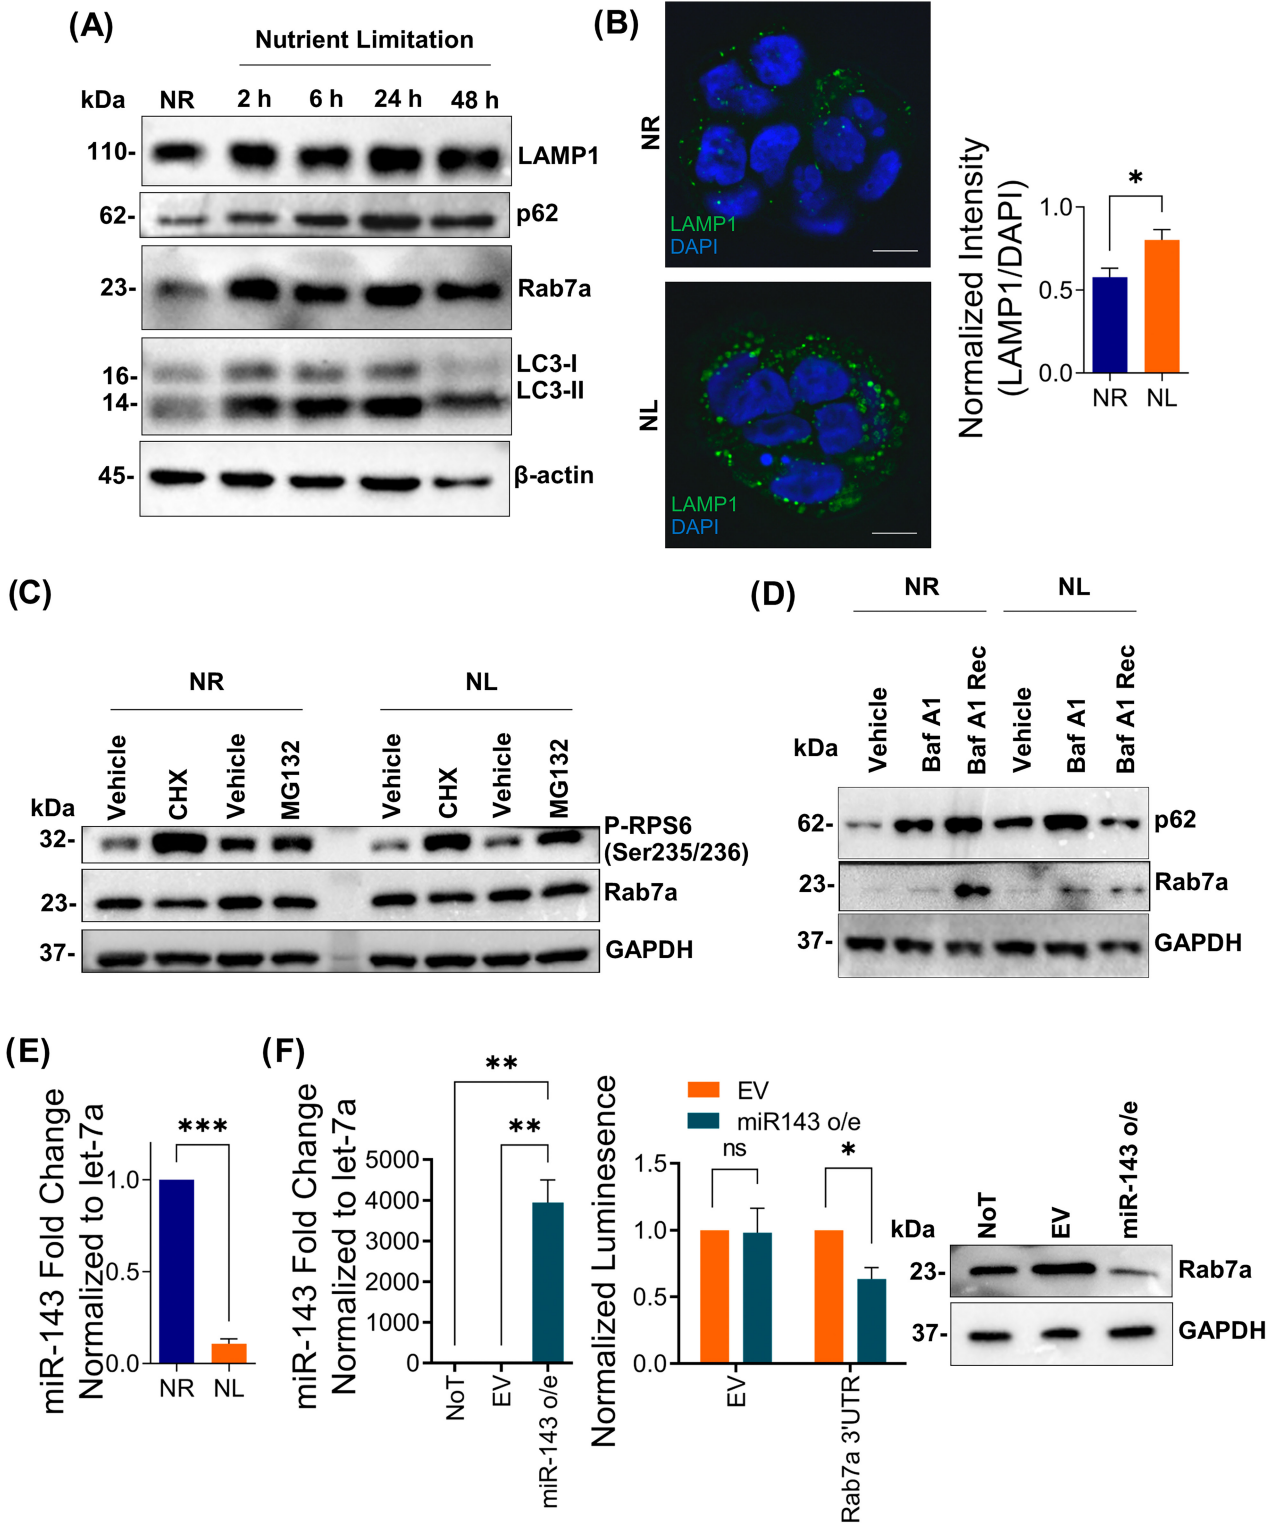 (A)
Nutrient Limitation
kDa NR 2 h 6 h 24 h 48 h
110- LAMP1
62- p62
23- Rab7a
16- LC3-I
14- LC3-II
45- β-actin
(B)
NR
LAMP1
DAPI
NL
LAMP1
DAPI
Normalized Intensity
(LAMP1/DAPI)
1.0
0.5
0.0
*
NR NL
(C)
NR NL
kDa Vehicle CHX Vehicle MG132 Vehicle CHX Vehicle MG132
32- P-RPS6
(Ser235/236)
23- Rab7a
37- GAPDH
(D)
NR NL
kDa Vehicle Baf A1 Baf A1 Rec Vehicle Baf A1 Baf A1 Rec
62- p62
23- Rab7a
37- GAPDH
(E)
miR-143 Fold Change
Normalized to let-7a
1.0
0.5
0.0
***
NR NL
(F)
miR-143 Fold Change
Normalized to let-7a
5000
4000
3000
2000
1000
0
**
**
NoT EV miR-143 o/e
Normalized Luminesence
EV
miR143 o/e
1.5
1.0
0.5
0.0
ns *
EV Rab7a 3'UTR
kDa NoT EV miR-143 o/e
23- Rab7a
37- GAPDH